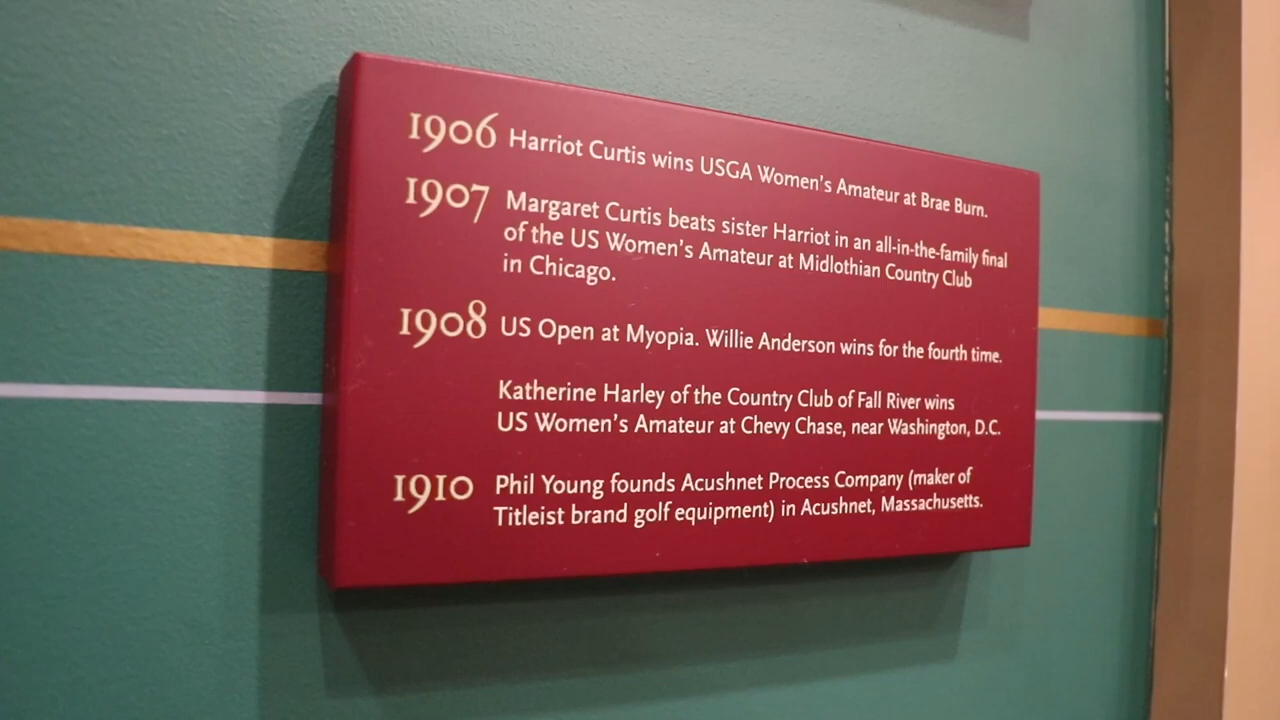 1906 Harriot Curtis wins USGA Women's Amateur at Brae Burn.
1907 Margaret Curtis beats sister Harriot in an all-in-the-family final
of the US Women's Amateur at Midlothian Country Club
in Chicago.
1908 US Open at Myopia. Willie Anderson wins for the fourth time.
Katherine Harley of the Country Club of Fall River wins
US Women's Amateur at Chevy Chase, near Washington, D.C.
1910 Phil Young founds Acushnet Process Company (maker of
Titleist brand golf equipment) in Acushnet, Massachusetts.